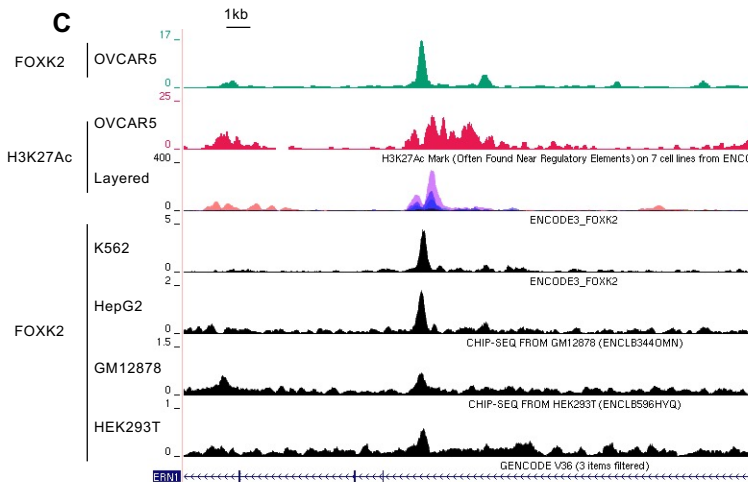 C
1kb
FOXK2
OVCAR5
17
0
H3K27Ac
OVCAR5
25
0
H3K27Ac Mark (Often Found Near Regulatory Elements) on 7 cell lines from ENCO
Layered
400
0
ENCODE3_FOXK2
FOXK2
K562
5
0
ENCODE3_FOXK2
HepG2
2
0
CHIP-SEQ FROM GM12878 (ENCLB344OMN)
GM12878
1.5
0
CHIP-SEQ FROM HEK293T (ENCLB596HYQ)
HEK293T
1
0
GENCODE V36 (3 items filtered)
ERN1